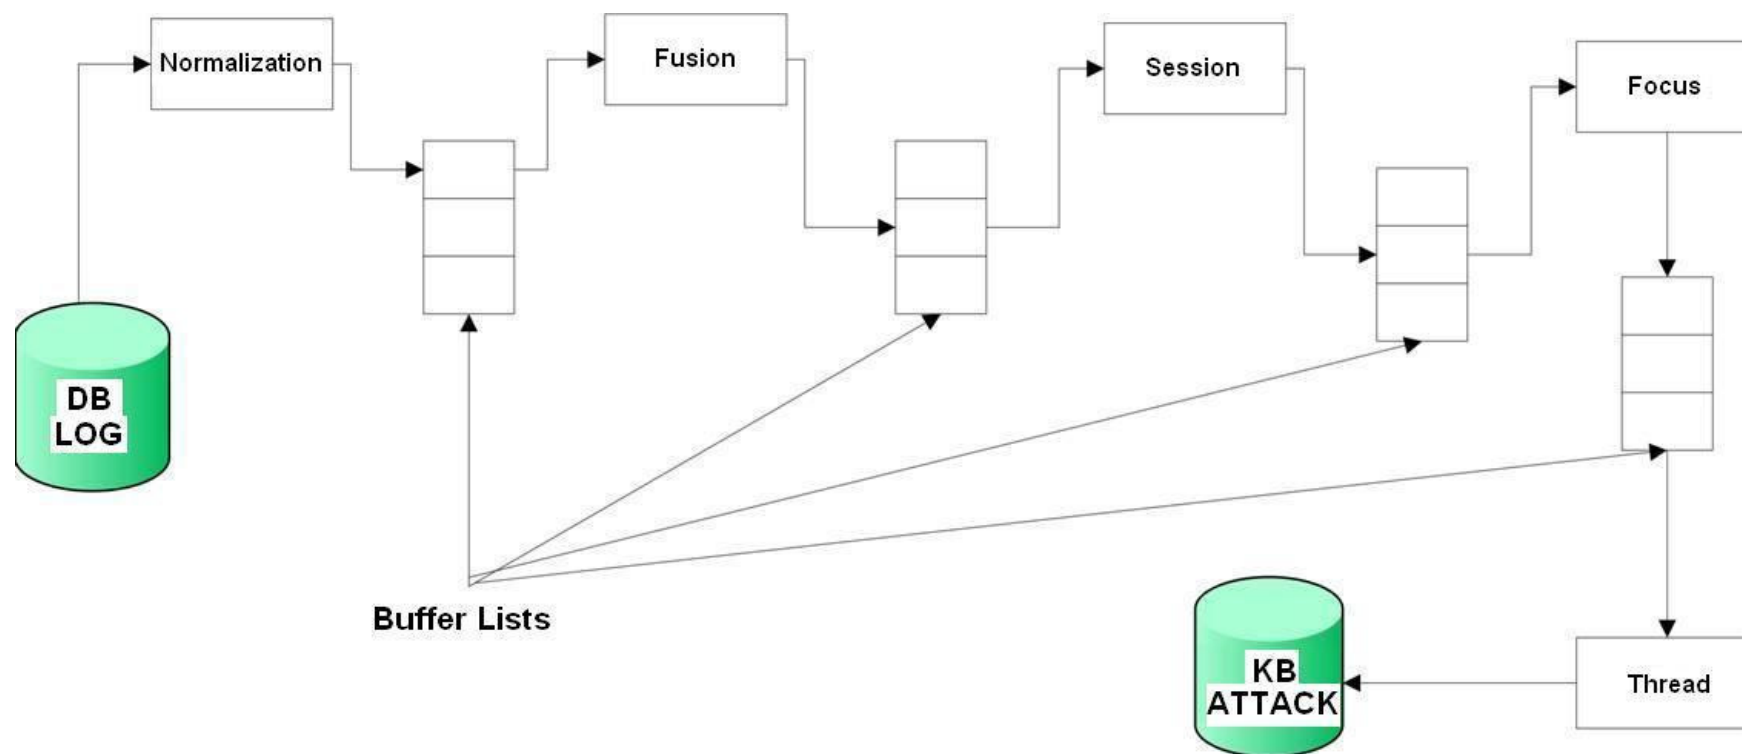 Normalization
Fusion
Session
Focus
DB
LOG
Buffer Lists
KB
ATTACK
Thread